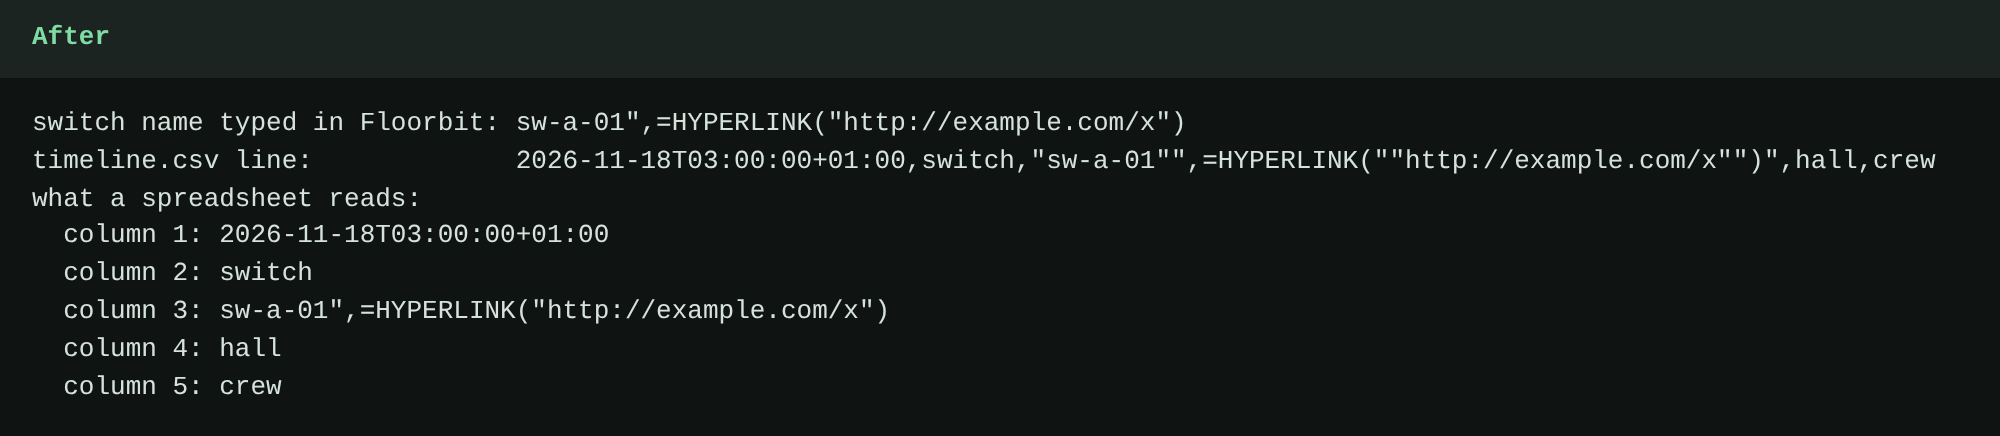 After
switch name typed in Floorbit: sw-a-01",=HYPERLINK("http://example.com/x")
timeline.csv line:             2026-11-18T03:00:00+01:00,switch,"sw-a-01"",=HYPERLINK(""http://example.com/x"")",hall,crew
what a spreadsheet reads:
  column 1: 2026-11-18T03:00:00+01:00
  column 2: switch
  column 3: sw-a-01",=HYPERLINK("http://example.com/x")
  column 4: hall
  column 5: crew